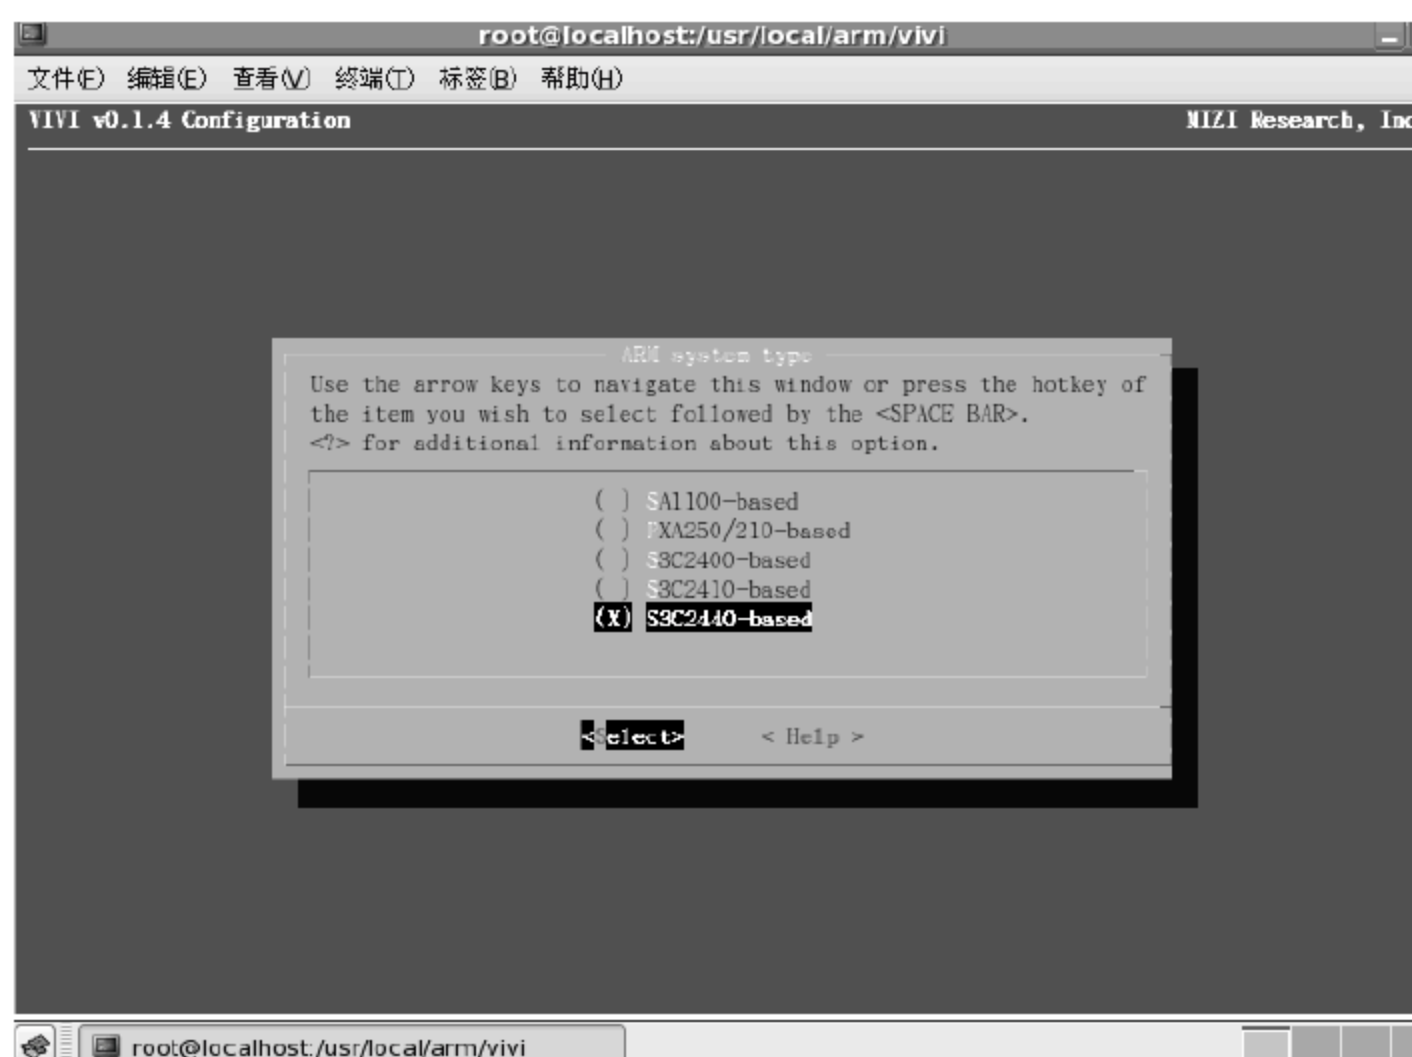 root@localhost:/usr/local/arm/vivi
文件(F) 编辑(E) 查看(V) 终端(T) 标签(B) 帮助(H)
VIVI v0.1.4 Configuration MIZI Research, Inc
ARM system type
Use the arrow keys to navigate this window or press the hotkey of
the item you wish to select followed by the <SPACE BAR>.
<?> for additional information about this option.
( ) SA1100-based
( ) PXA250/210-based
( ) S3C2400-based
( ) S3C2410-based
(X) S3C2440-based
<Select> < Help >
root@localhost:/usr/local/arm/vivi